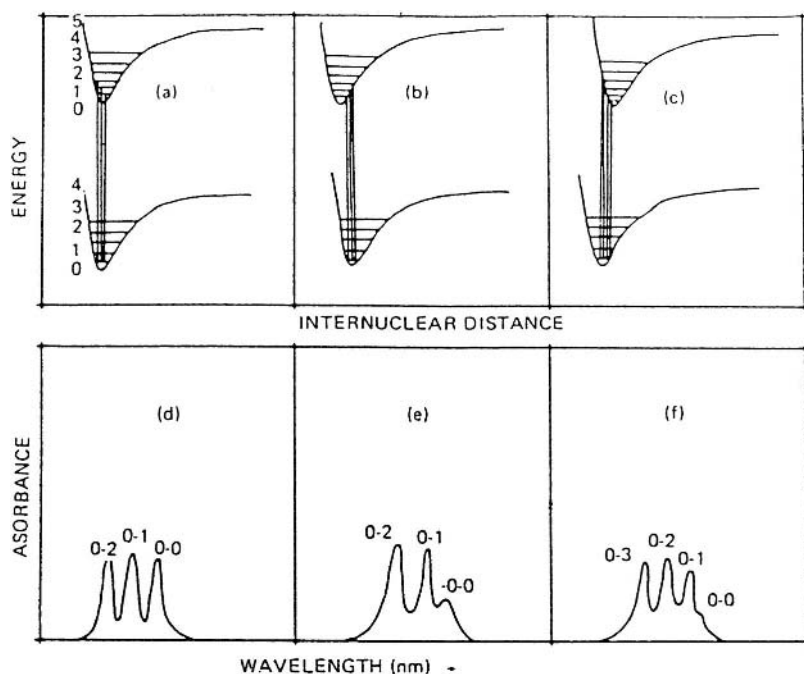 5
4
3
2
1
0
(a)
(b)
(c)
ENERGY
4
3
2
1
0
INTERNUCLEAR DISTANCE
(d)
(e)
(f)
ASORBANCE
0-2
0-1
0-0
0-2
0-1
-0-0
0-3
0-2
0-1
0-0
WAVELENGTH (nm)